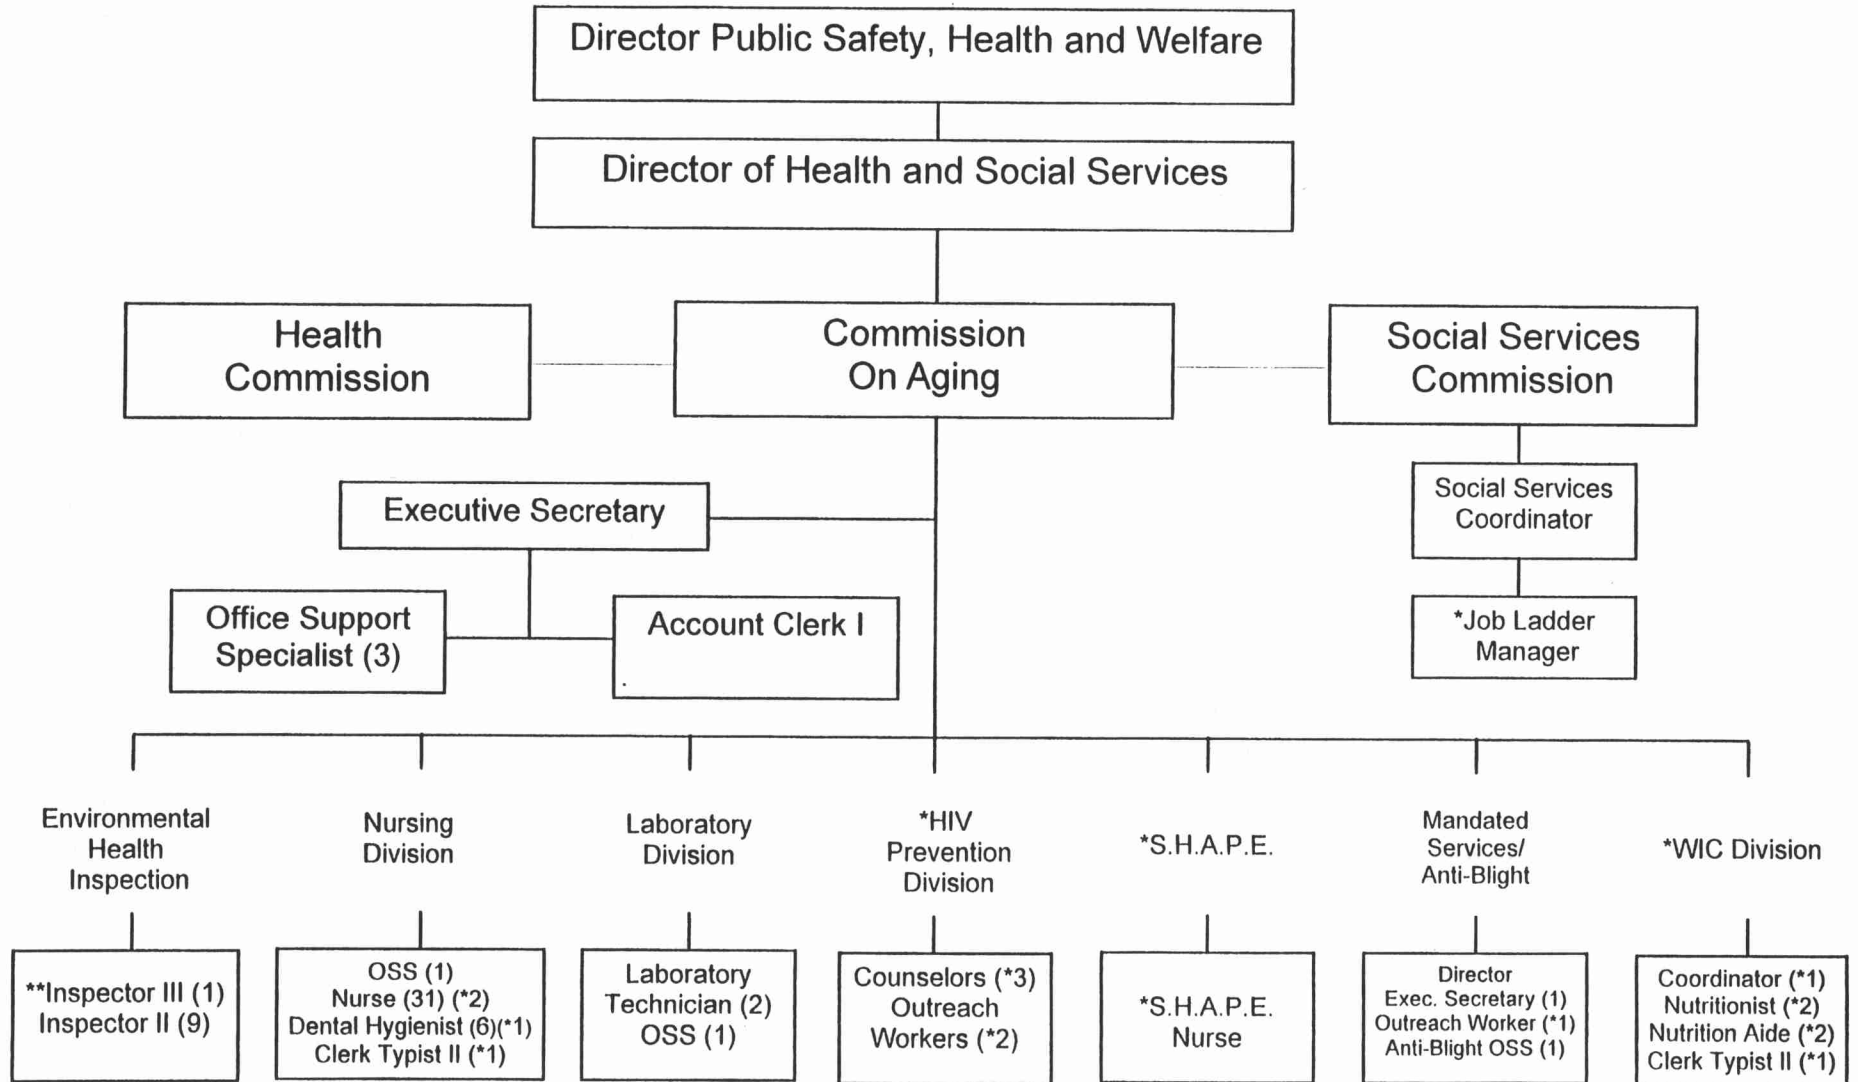 Director Public Safety, Health and Welfare
Director of Health and Social Services
Health
Commission
Commission
On Aging
Social Services
Commission
Social Services
Coordinator
*Job Ladder
Manager
Executive Secretary
Office Support
Specialist (3)
Account Clerk I
Environmental
Health
Inspection
Nursing
Division
Laboratory
Division
*HIV
Prevention
Division
*S.H.A.P.E.
Mandated
Services/
Anti-Blight
*WIC Division
**Inspector III (1)
Inspector II (9)
OSS (1)
Nurse (31) (*2)
Dental Hygienist (6)(*1)
Clerk Typist II (*1)
Laboratory
Technician (2)
OSS (1)
Counselors (*3)
Outreach
Workers (*2)
*S.H.A.P.E.
Nurse
Director
Exec. Secretary (1)
Outreach Worker (*1)
Anti-Blight OSS (1)
Coordinator (*1)
Nutritionist (*2)
Nutrition Aide (*2)
Clerk Typist II (*1)